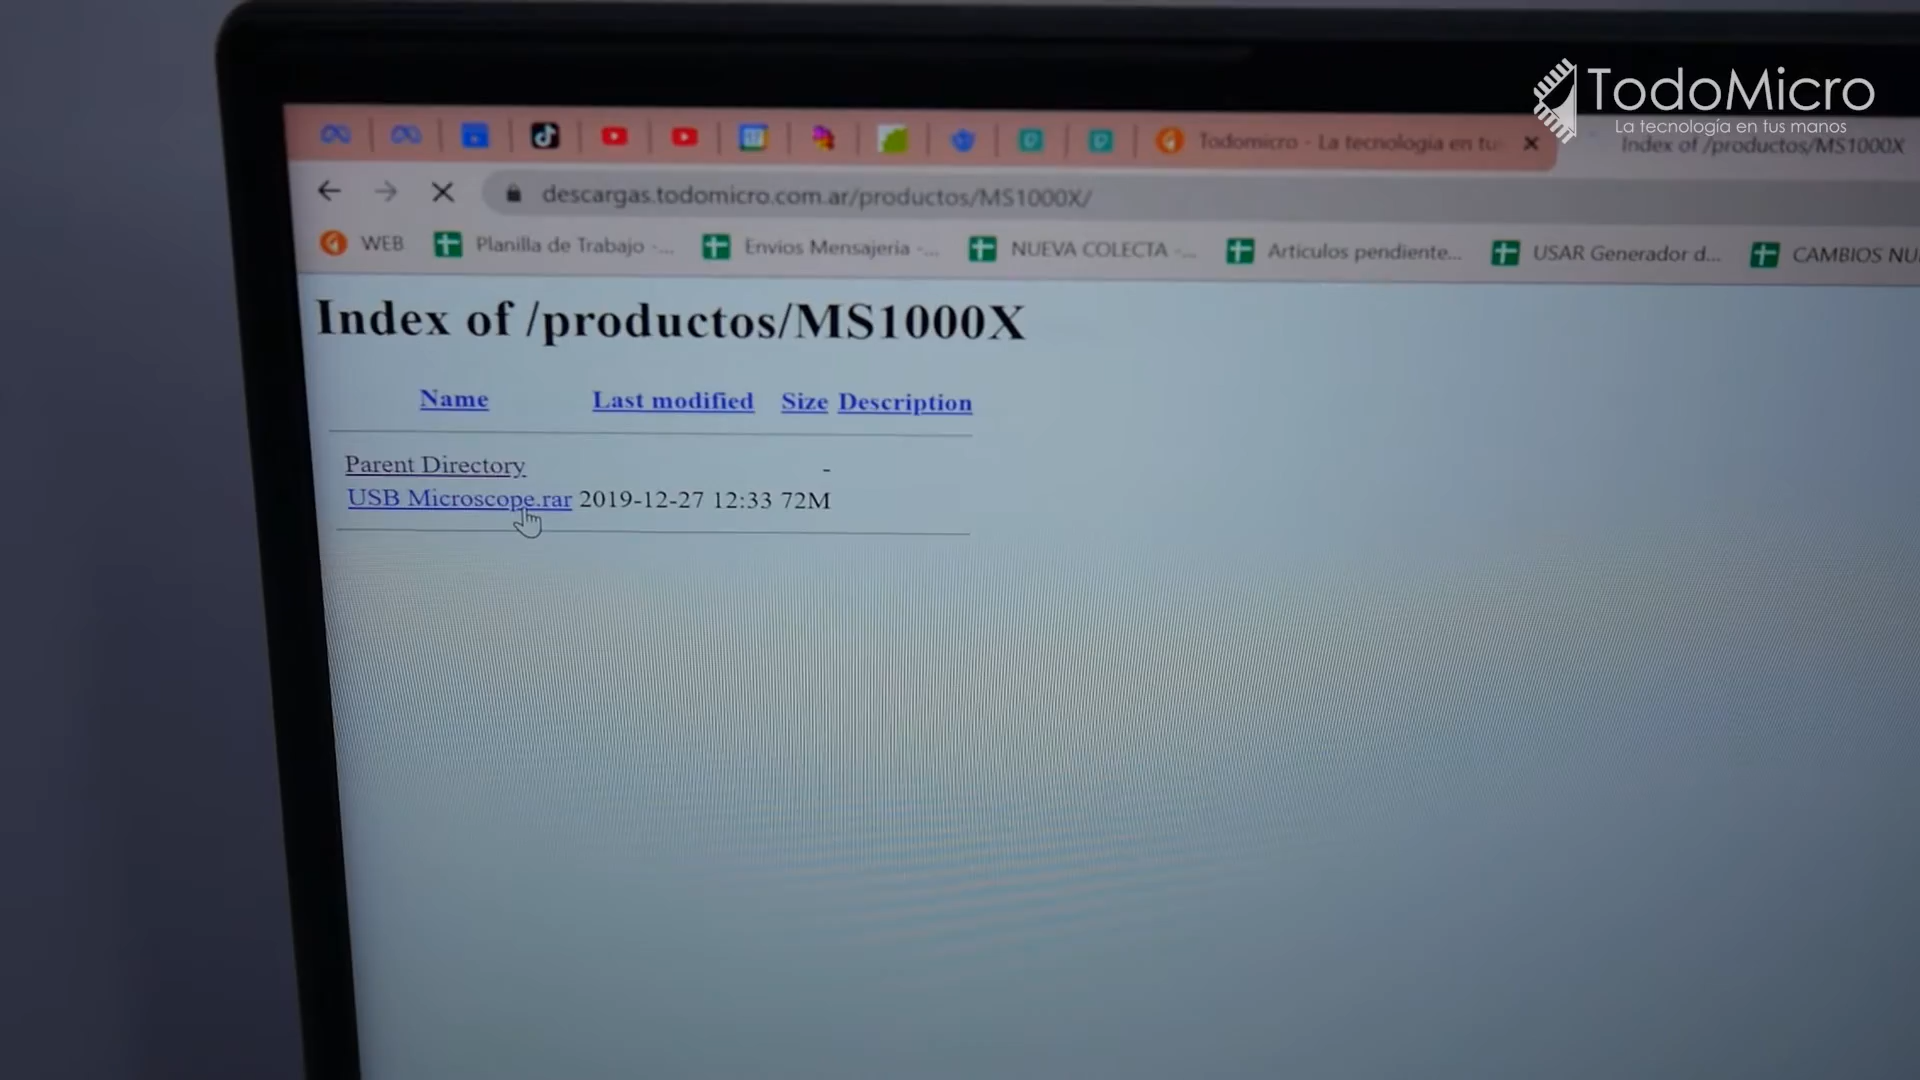 TodoMicro
La tecnología en tus manos
Todomicro - La tecnologia en tu
Index of /productos/MS1000X
descargas.todomicro.com.ar/productos/MS1000X/
WEB Planilla de Trabajo -... Envios Mensajeria -... NUEVA COLECTA -... Articulos pendiente... USAR Generador d... CAMBIOS NU
Index of /productos/MS1000X
Name Last modified Size Description
Parent Directory -
USB Microscope.rar 2019-12-27 12:33 72M